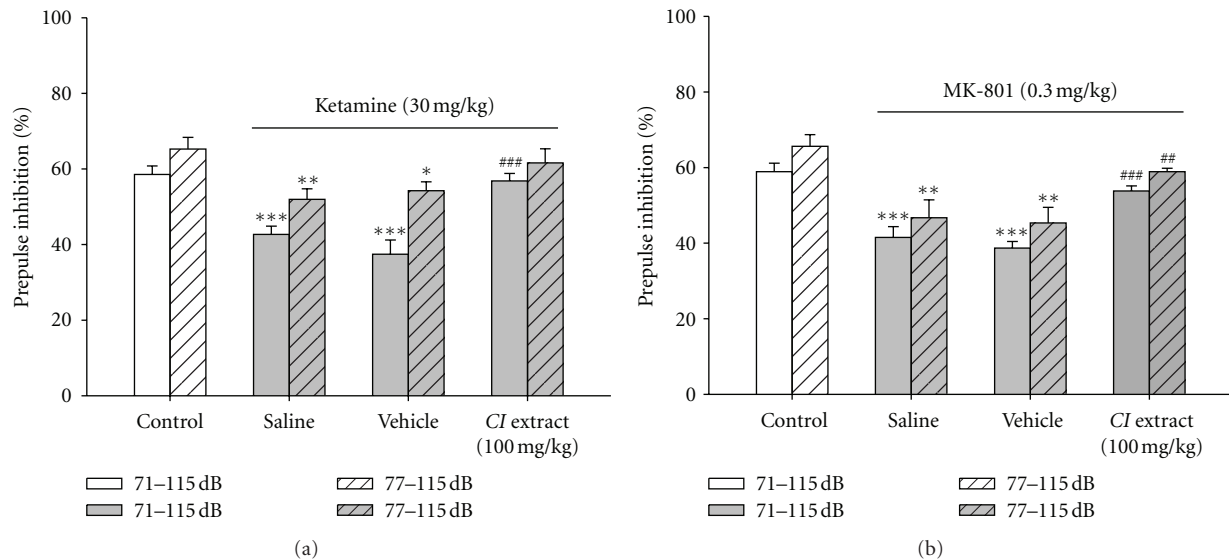 100
80
60
40
20
0
Prepulse inhibition (%)
Ketamine (30 mg/kg)
***
**
***
*
###
Control
Saline
Vehicle
CI extract
(100 mg/kg)
71–115 dB
77–115 dB
71–115 dB
77–115 dB
(a)
100
80
60
40
20
0
Prepulse inhibition (%)
MK-801 (0.3 mg/kg)
***
**
***
**
###
##
Control
Saline
Vehicle
CI extract
(100 mg/kg)
71–115 dB
77–115 dB
71–115 dB
77–115 dB
(b)